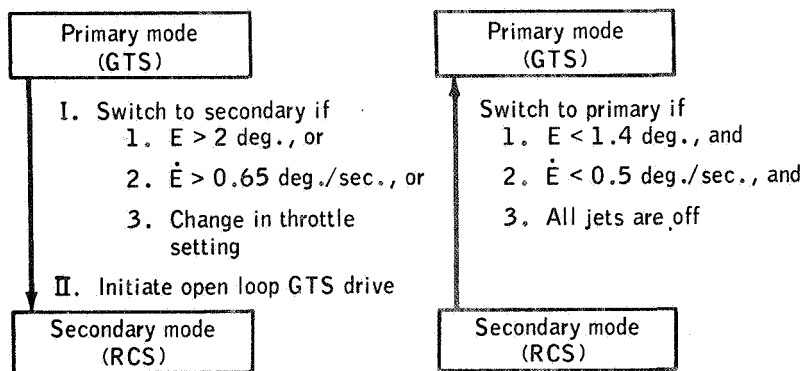 Primary mode
(GTS)
I. Switch to secondary if
1. E > 2 deg., or
2. Ė > 0.65 deg./sec., or
3. Change in throttle
setting
II. Initiate open loop GTS drive
Secondary mode
(RCS)
Primary mode
(GTS)
Switch to primary if
1. E < 1.4 deg., and
2. Ė < 0.5 deg./sec., and
3. All jets are off
Secondary mode
(RCS)